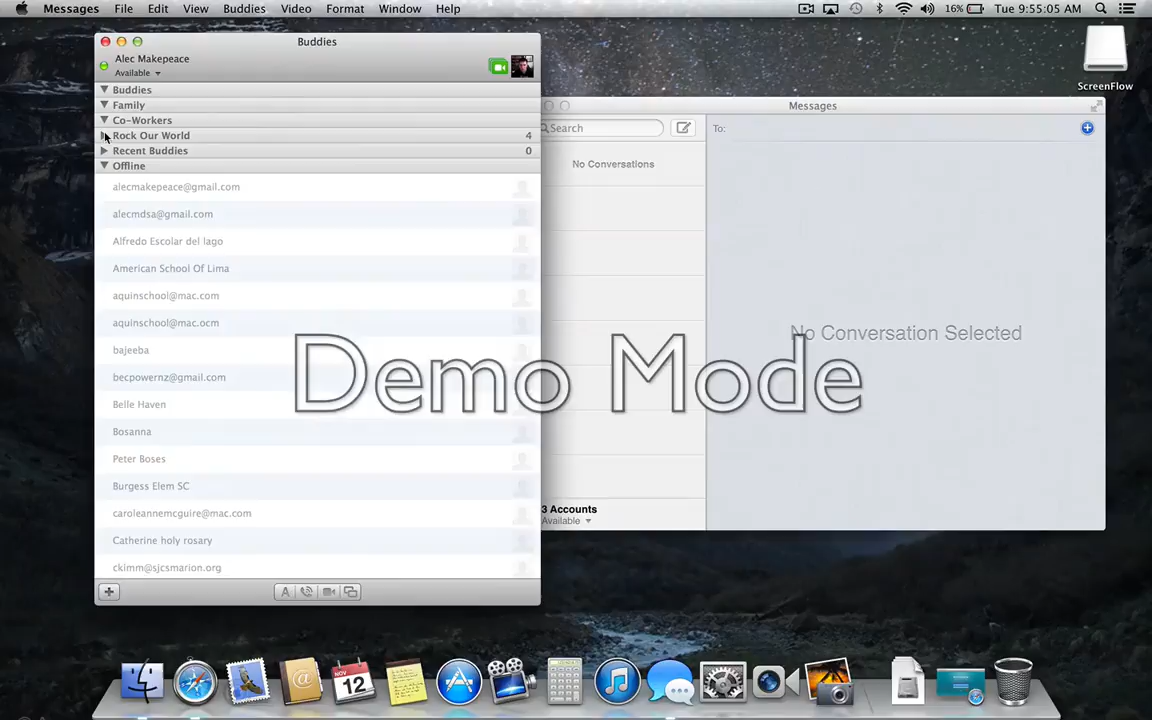 Messages File Edit View Buddies Video Format Window Help 16% Tue 9:55:05 AM
Buddies
Alec Makepeace
Available
Buddies
Family
Co-Workers
Rock Our World 4
Recent Buddies 0
Offline
alecmakepeace@gmail.com
alecmdsa@gmail.com
Alfredo Escolar del lago
American School Of Lima
aquinschool@mac.com
aquinschool@mac.ocm
bajeeba
becpowernz@gmail.com
Belle Haven
Bosanna
Peter Boses
Burgess Elem SC
caroleannemcguire@mac.com
Catherine holy rosary
ckimm@sjcsmarion.org
A
Messages
Search
To:
No Conversations
No Conversation Selected
3 Accounts
Available
ScreenFlow
Demo Mode
NOV
12